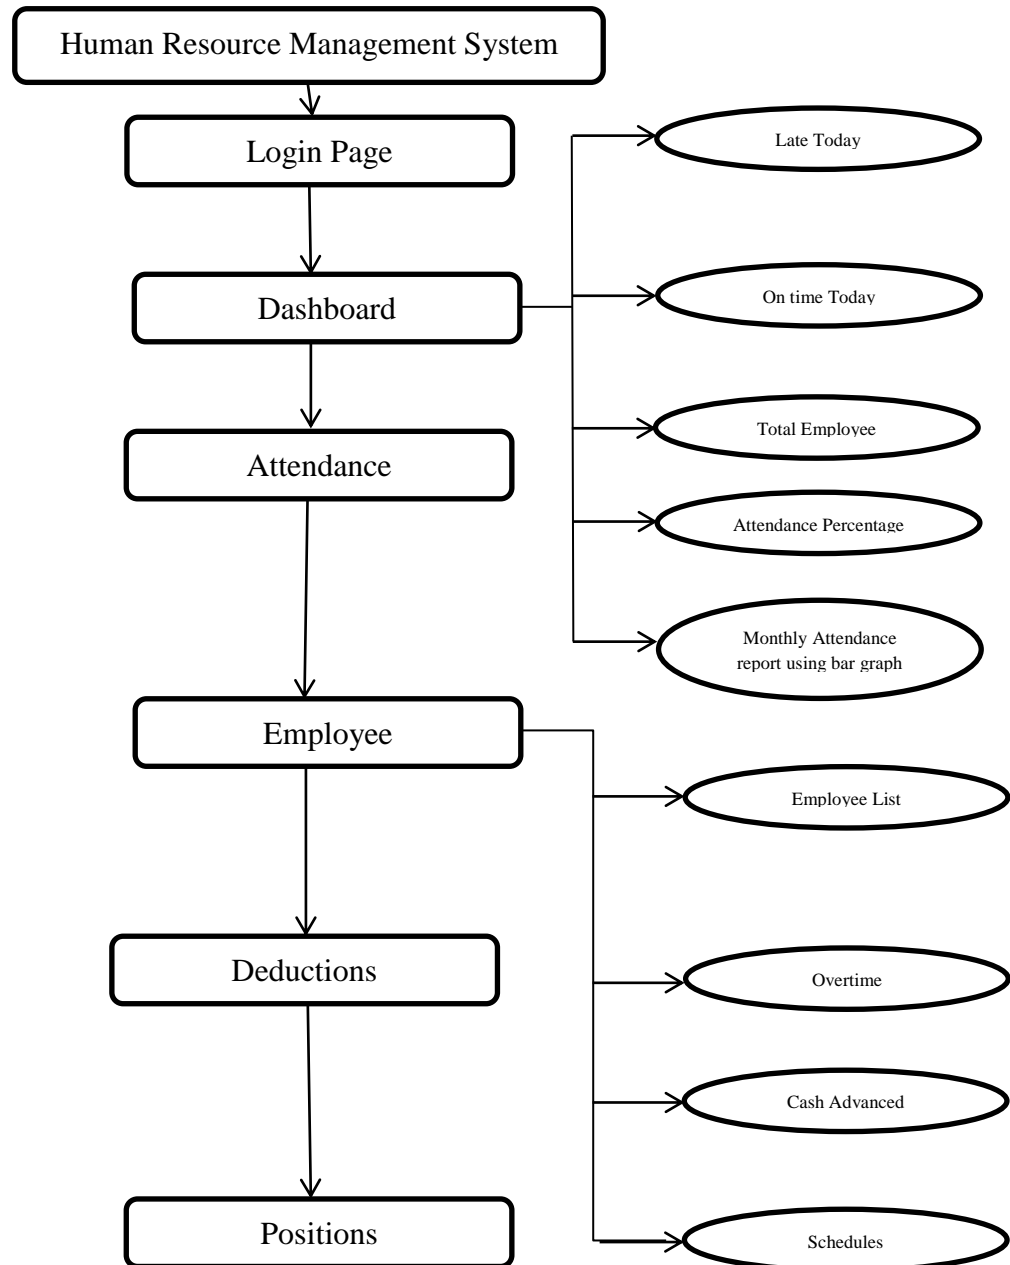 Human Resource Management System
Login Page
Late Today
Dashboard
On time Today
Total Employee
Attendance
Attendance Percentage
Monthly Attendance
report using bar graph
Employee
Employee List
Deductions
Overtime
Cash Advanced
Positions
Schedules